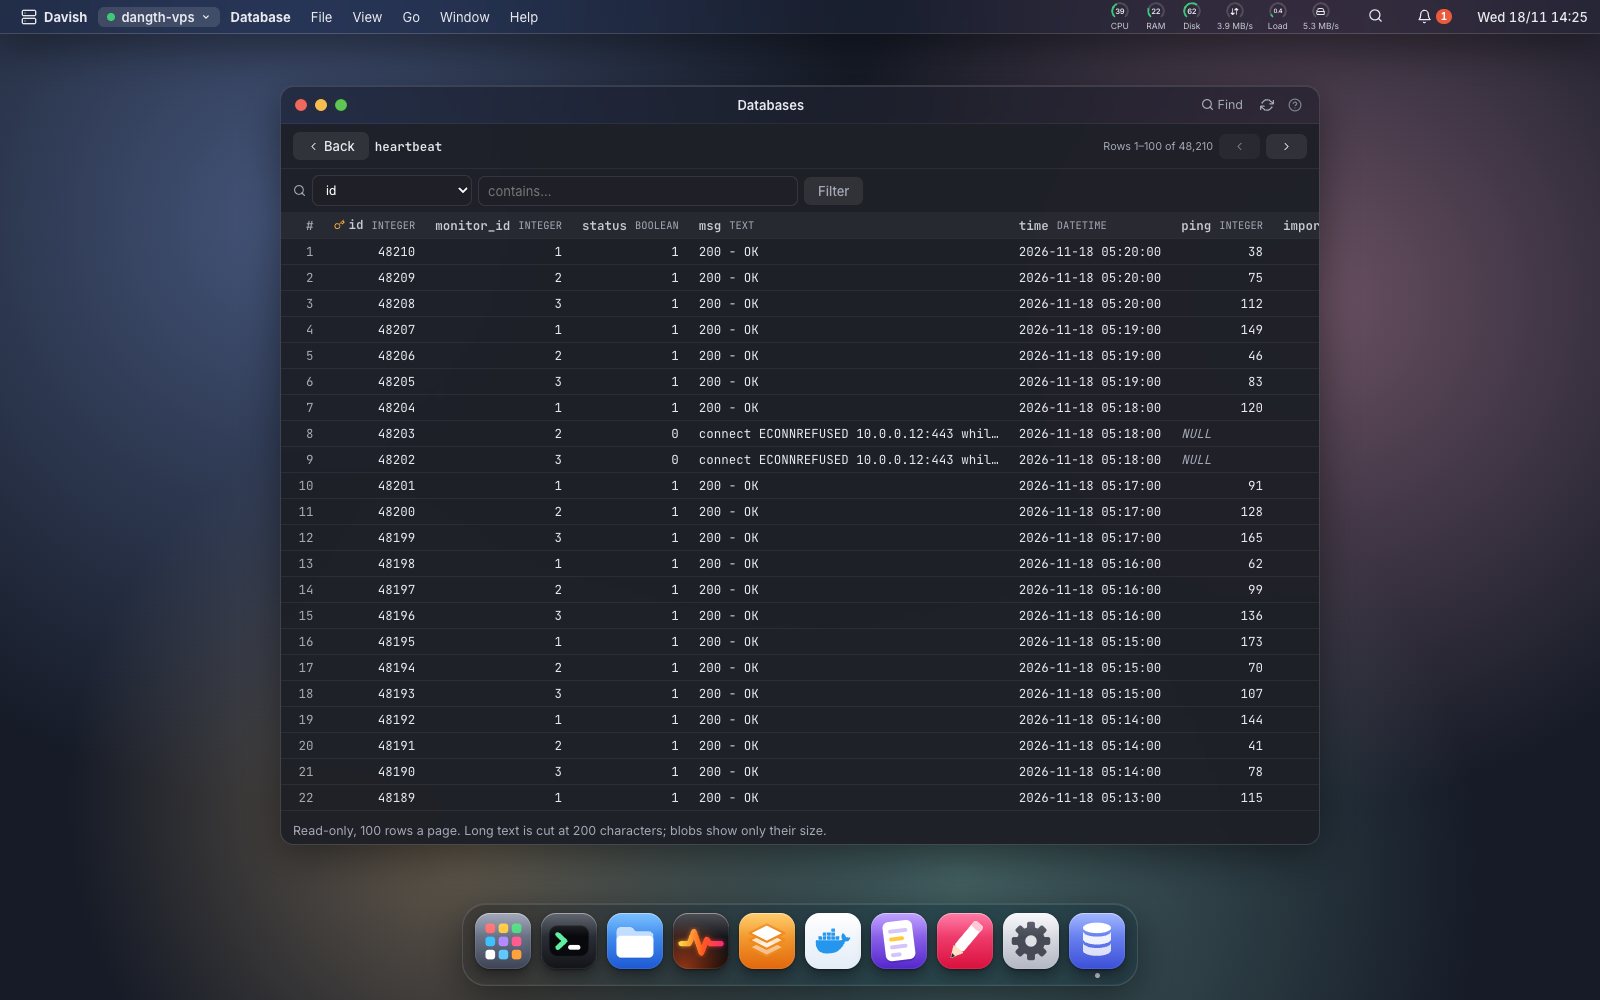 Davish dangth-vps Database File View Go Window Help 39 CPU 22 RAM 62 Disk 3.9 MB/s 0.4 Load 5.3 MB/s 1 Wed 18/11 14:25
Databases Find
Back heartbeat Rows 1–100 of 48,210
id contains... Filter
# id INTEGER monitor_id INTEGER status BOOLEAN msg TEXT time DATETIME ping INTEGER impor
1 48210 1 1 200 - OK 2026-11-18 05:20:00 38
2 48209 2 1 200 - OK 2026-11-18 05:20:00 75
3 48208 3 1 200 - OK 2026-11-18 05:20:00 112
4 48207 1 1 200 - OK 2026-11-18 05:19:00 149
5 48206 2 1 200 - OK 2026-11-18 05:19:00 46
6 48205 3 1 200 - OK 2026-11-18 05:19:00 83
7 48204 1 1 200 - OK 2026-11-18 05:18:00 120
8 48203 2 0 connect ECONNREFUSED 10.0.0.12:443 whil… 2026-11-18 05:18:00 NULL
9 48202 3 0 connect ECONNREFUSED 10.0.0.12:443 whil… 2026-11-18 05:18:00 NULL
10 48201 1 1 200 - OK 2026-11-18 05:17:00 91
11 48200 2 1 200 - OK 2026-11-18 05:17:00 128
12 48199 3 1 200 - OK 2026-11-18 05:17:00 165
13 48198 1 1 200 - OK 2026-11-18 05:16:00 62
14 48197 2 1 200 - OK 2026-11-18 05:16:00 99
15 48196 3 1 200 - OK 2026-11-18 05:16:00 136
16 48195 1 1 200 - OK 2026-11-18 05:15:00 173
17 48194 2 1 200 - OK 2026-11-18 05:15:00 70
18 48193 3 1 200 - OK 2026-11-18 05:15:00 107
19 48192 1 1 200 - OK 2026-11-18 05:14:00 144
20 48191 2 1 200 - OK 2026-11-18 05:14:00 41
21 48190 3 1 200 - OK 2026-11-18 05:14:00 78
22 48189 1 1 200 - OK 2026-11-18 05:13:00 115
Read-only, 100 rows a page. Long text is cut at 200 characters; blobs show only their size.